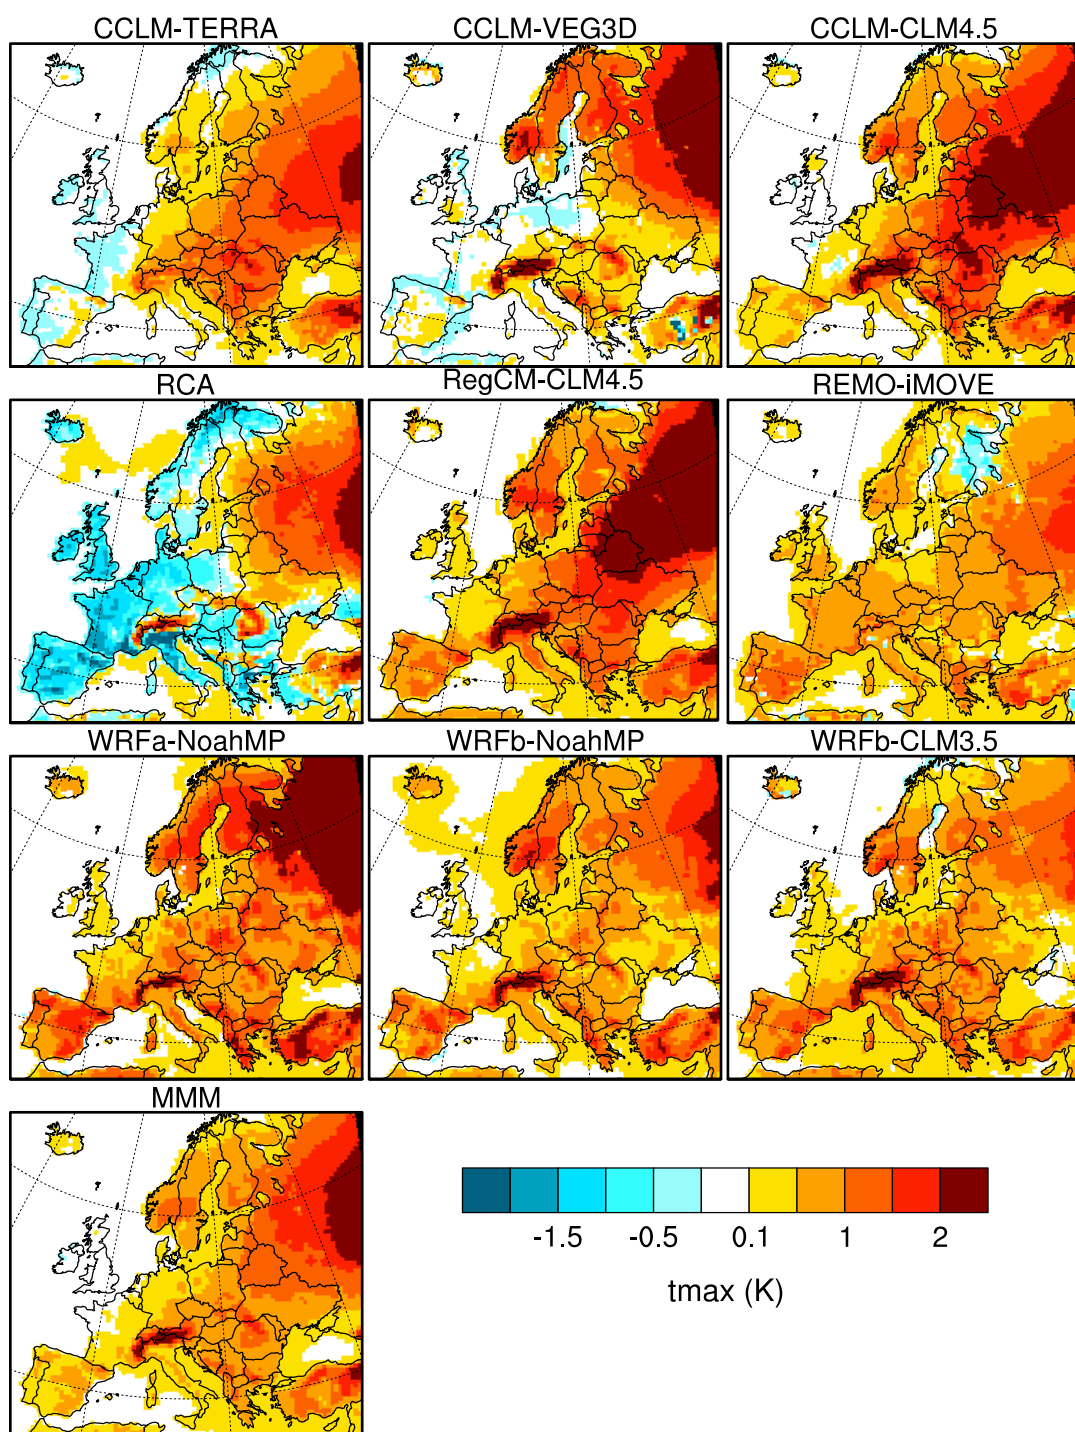 CCLM-TERRA CCLM-VEG3D CCLM-CLM4.5
RCA RegCM-CLM4.5 REMO-iMOVE
WRFa-NoahMP WRFb-NoahMP WRFb-CLM3.5
MMM
-1.5 -0.5 0.1 1 2
tmax (K)